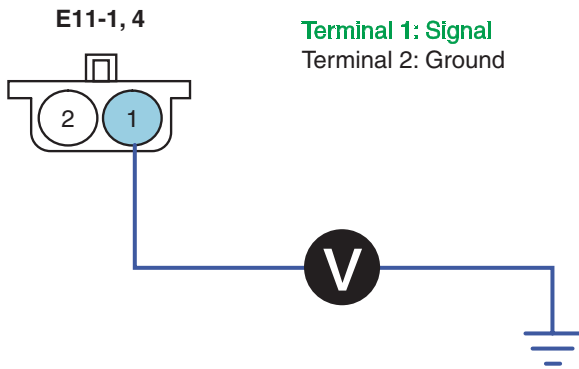 E11-1, 4
Terminal 1: Signal
Terminal 2: Ground
2 1
V